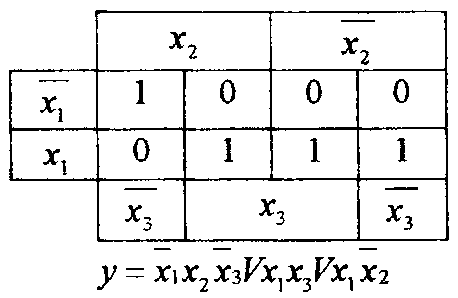 x₂ x̅₂
x̅₁ 1 0 0 0
x₁ 0 1 1 1
x̅₃ x₃ x̅₃
y = x̅₁x₂x̅₃Vx₁x₃Vx₁x̅₂